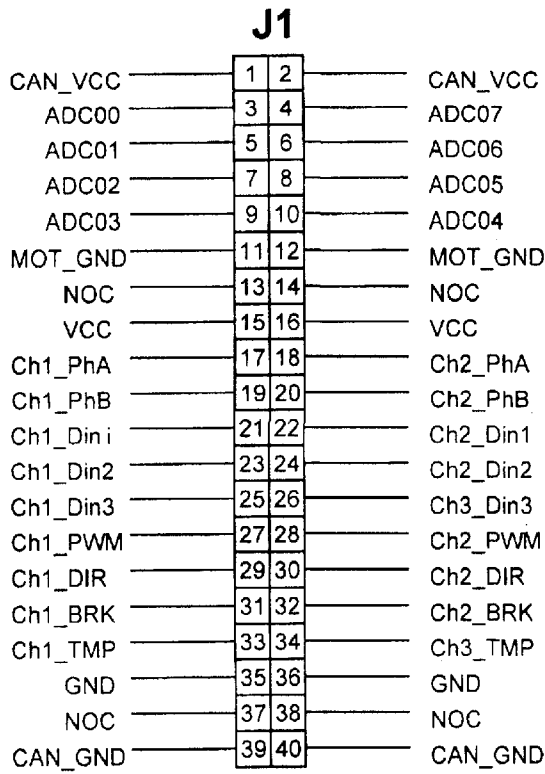 J1
CAN_VCC 1 2 CAN_VCC
ADC00 3 4 ADC07
ADC01 5 6 ADC06
ADC02 7 8 ADC05
ADC03 9 10 ADC04
MOT_GND 11 12 MOT_GND
NOC 13 14 NOC
VCC 15 16 VCC
Ch1_PhA 17 18 Ch2_PhA
Ch1_PhB 19 20 Ch2_PhB
Ch1_Din i 21 22 Ch2_Din1
Ch1_Din2 23 24 Ch2_Din2
Ch1_Din3 25 26 Ch3_Din3
Ch1_PWM 27 28 Ch2_PWM
Ch1_DIR 29 30 Ch2_DIR
Ch1_BRK 31 32 Ch2_BRK
Ch1_TMP 33 34 Ch3_TMP
GND 35 36 GND
NOC 37 38 NOC
CAN_GND 39 40 CAN_GND